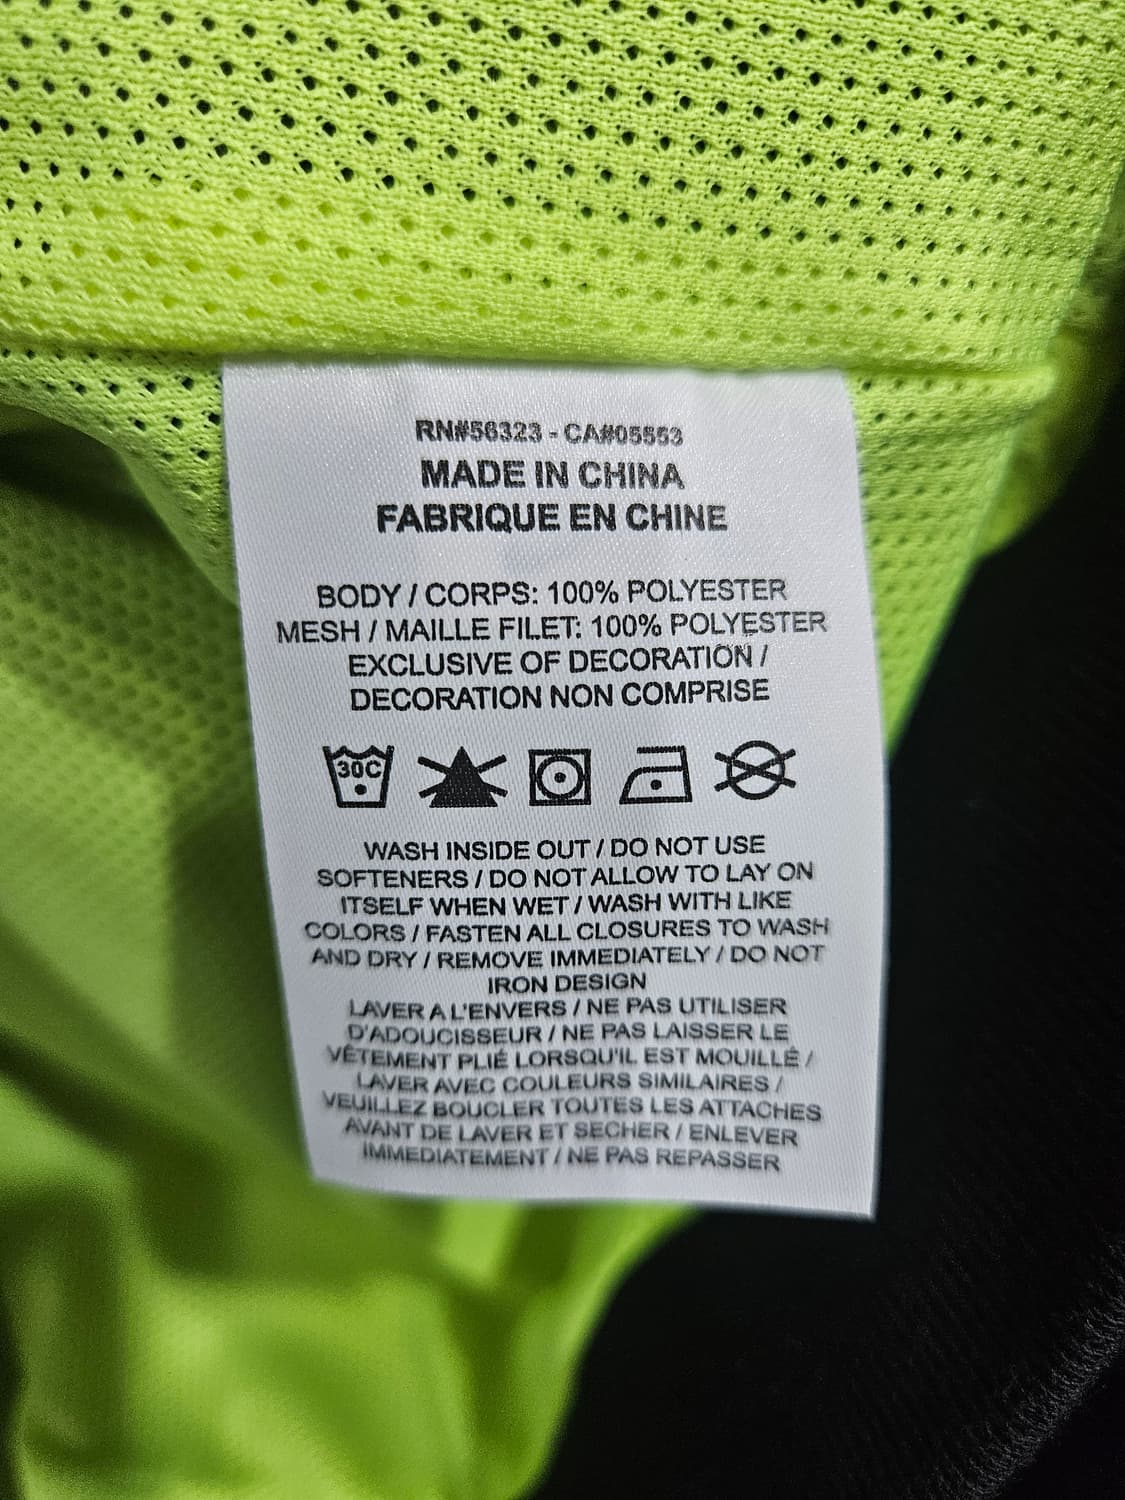 RN#56323 - CA#05553
MADE IN CHINA
FABRIQUE EN CHINE
BODY / CORPS: 100% POLYESTER
MESH / MAILLE FILET: 100% POLYESTER
EXCLUSIVE OF DECORATION /
DECORATION NON COMPRISE
30C
WASH INSIDE OUT / DO NOT USE
SOFTENERS / DO NOT ALLOW TO LAY ON
ITSELF WHEN WET / WASH WITH LIKE
COLORS / FASTEN ALL CLOSURES TO WASH
AND DRY / REMOVE IMMEDIATELY / DO NOT
IRON DESIGN
LAVER A L'ENVERS / NE PAS UTILISER
D'ADOUCISSEUR / NE PAS LAISSER LE
VÊTEMENT PLIÉ LORSQU'IL EST MOUILLÉ /
LAVER AVEC COULEURS SIMILAIRES /
VEUILLEZ BOUCLER TOUTES LES ATTACHES
AVANT DE LAVER ET SECHER / ENLEVER
IMMEDIATEMENT / NE PAS REPASSER